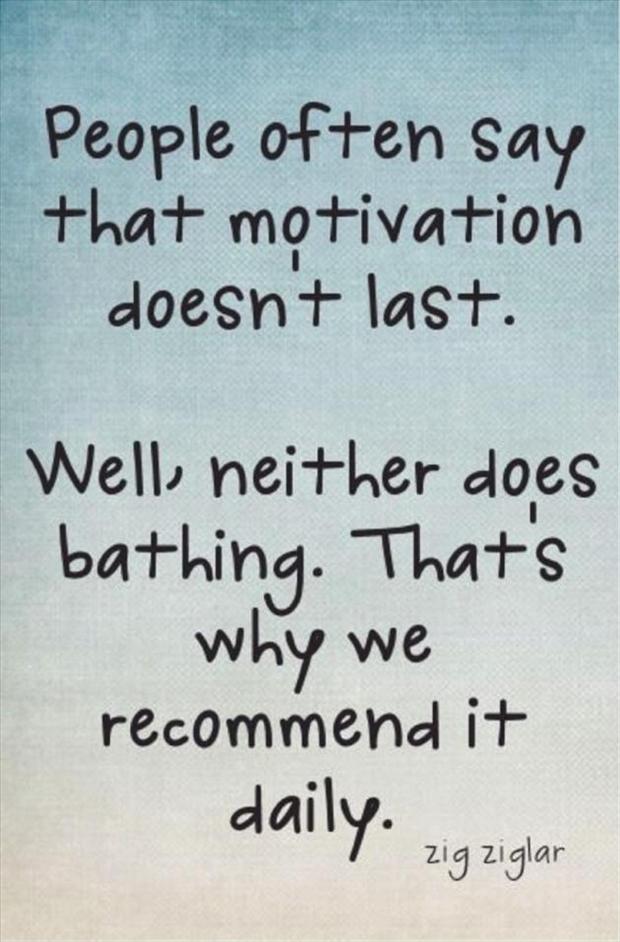 People often say
that motivation
doesn't last.
Well, neither does
bathing. That's
why we
recommend it
daily.
zig ziglar